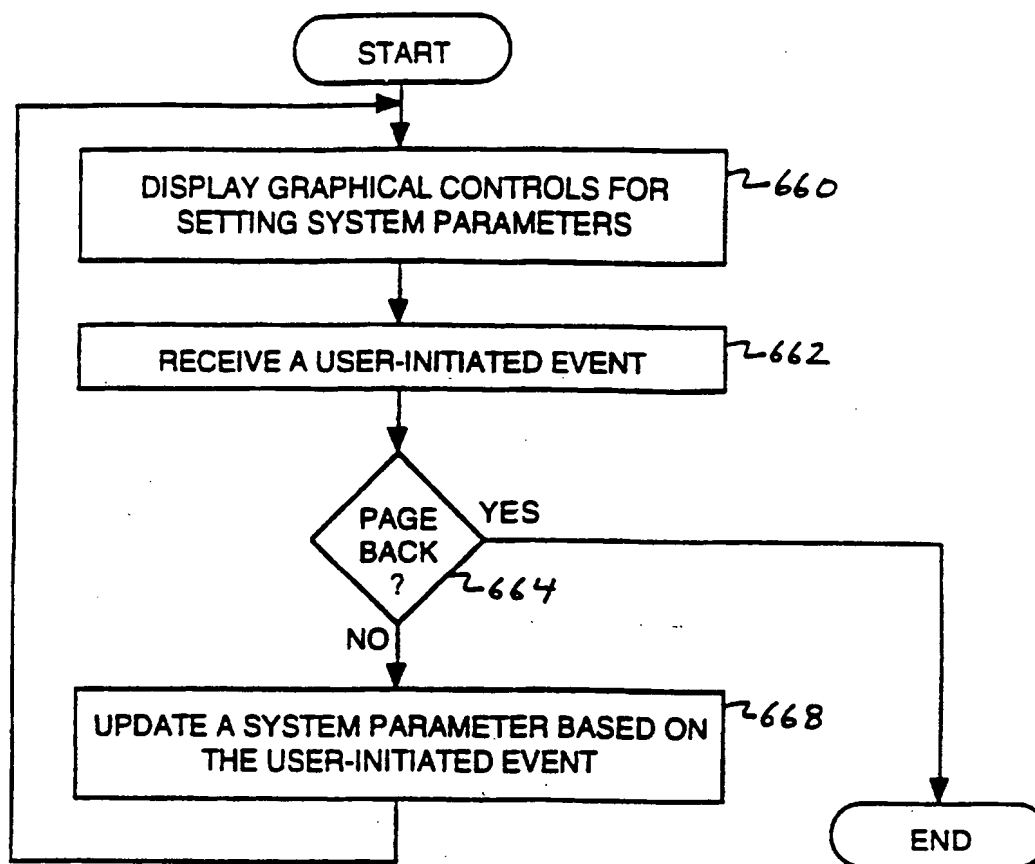 START
DISPLAY GRAPHICAL CONTROLS FOR
SETTING SYSTEM PARAMETERS
660
RECEIVE A USER-INITIATED EVENT
662
PAGE
BACK
?
YES
664
NO
UPDATE A SYSTEM PARAMETER BASED ON
THE USER-INITIATED EVENT
668
END